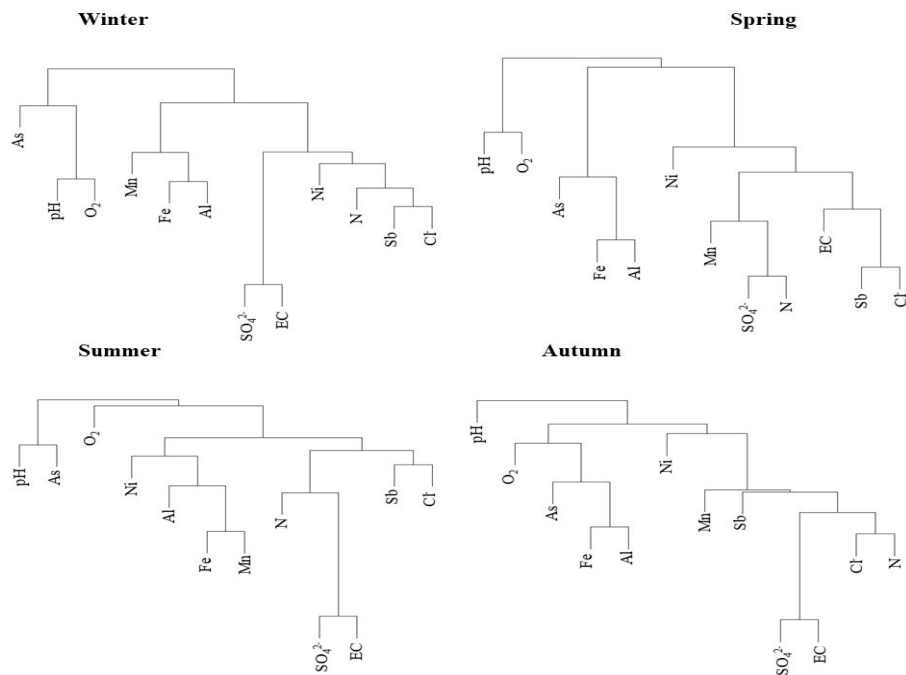 Winter
As
pH
O₂
Mn
Fe
Al
SO₄²⁻
EC
Ni
N
Sb
Cl⁻
Spring
pH
O₂
As
Fe
Al
Ni
Mn
SO₄²⁻
N
EC
Sb
Cl⁻
Summer
pH
As
O₂
Ni
Al
Fe
Mn
N
SO₄²⁻
EC
Sb
Cl⁻
Autumn
pH
O₂
As
Fe
Al
Ni
Mn
Sb
SO₄²⁻
EC
Cl⁻
N